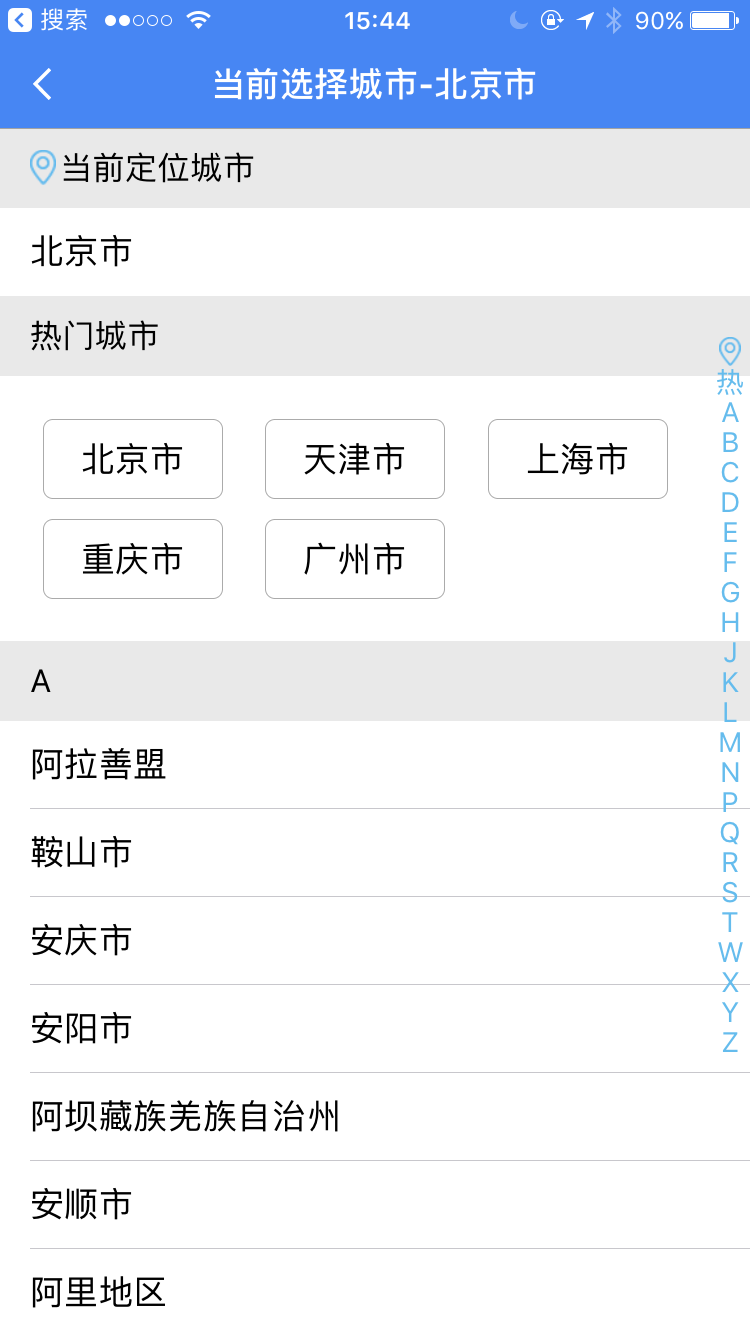 搜索 15:44 90%
当前选择城市-北京市
当前定位城市
北京市
热门城市
北京市 天津市 上海市
重庆市 广州市
A
阿拉善盟
鞍山市
安庆市
安阳市
阿坝藏族羌族自治州
安顺市
阿里地区
热
A
B
C
D
E
F
G
H
J
K
L
M
N
P
Q
R
S
T
W
X
Y
Z